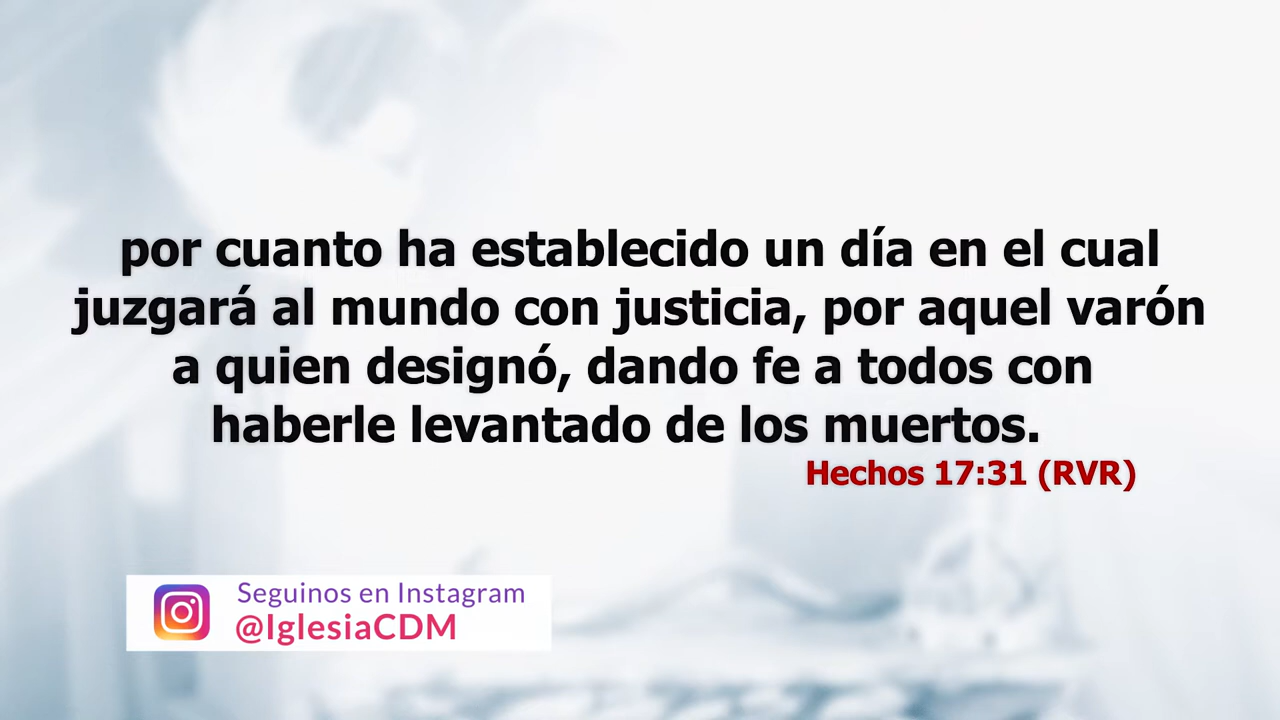 por cuanto ha establecido un día en el cual
juzgará al mundo con justicia, por aquel varón
a quien designó, dando fe a todos con
haberle levantado de los muertos.
Hechos 17:31 (RVR)
Seguinos en Instagram
@IglesiaCDM